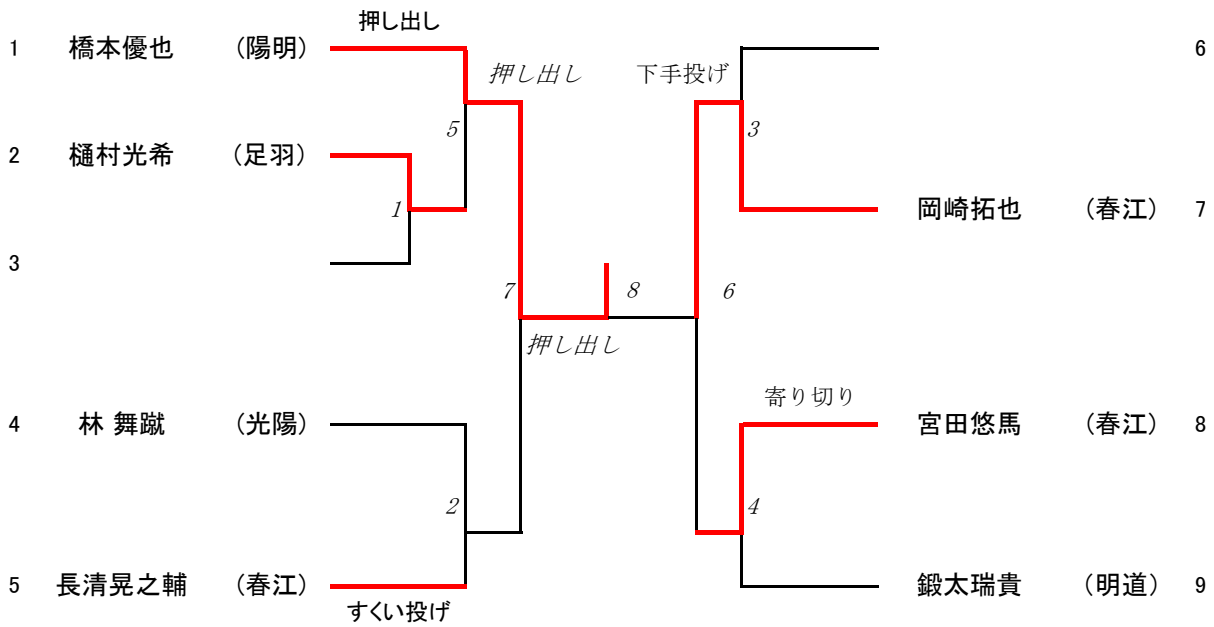 押し出し
1 橋本優也 (陽明)
6
押し出し 下手投げ
5 3
2 樋村光希 (足羽)
1
岡崎拓也 (春江) 7
3
7 8 6
押し出し
寄り切り
4 林 舞蹴 (光陽)
宮田悠馬 (春江) 8
2 4
5 長清晃之輔 (春江)
鍛太瑞貴 (明道) 9
すくい投げ